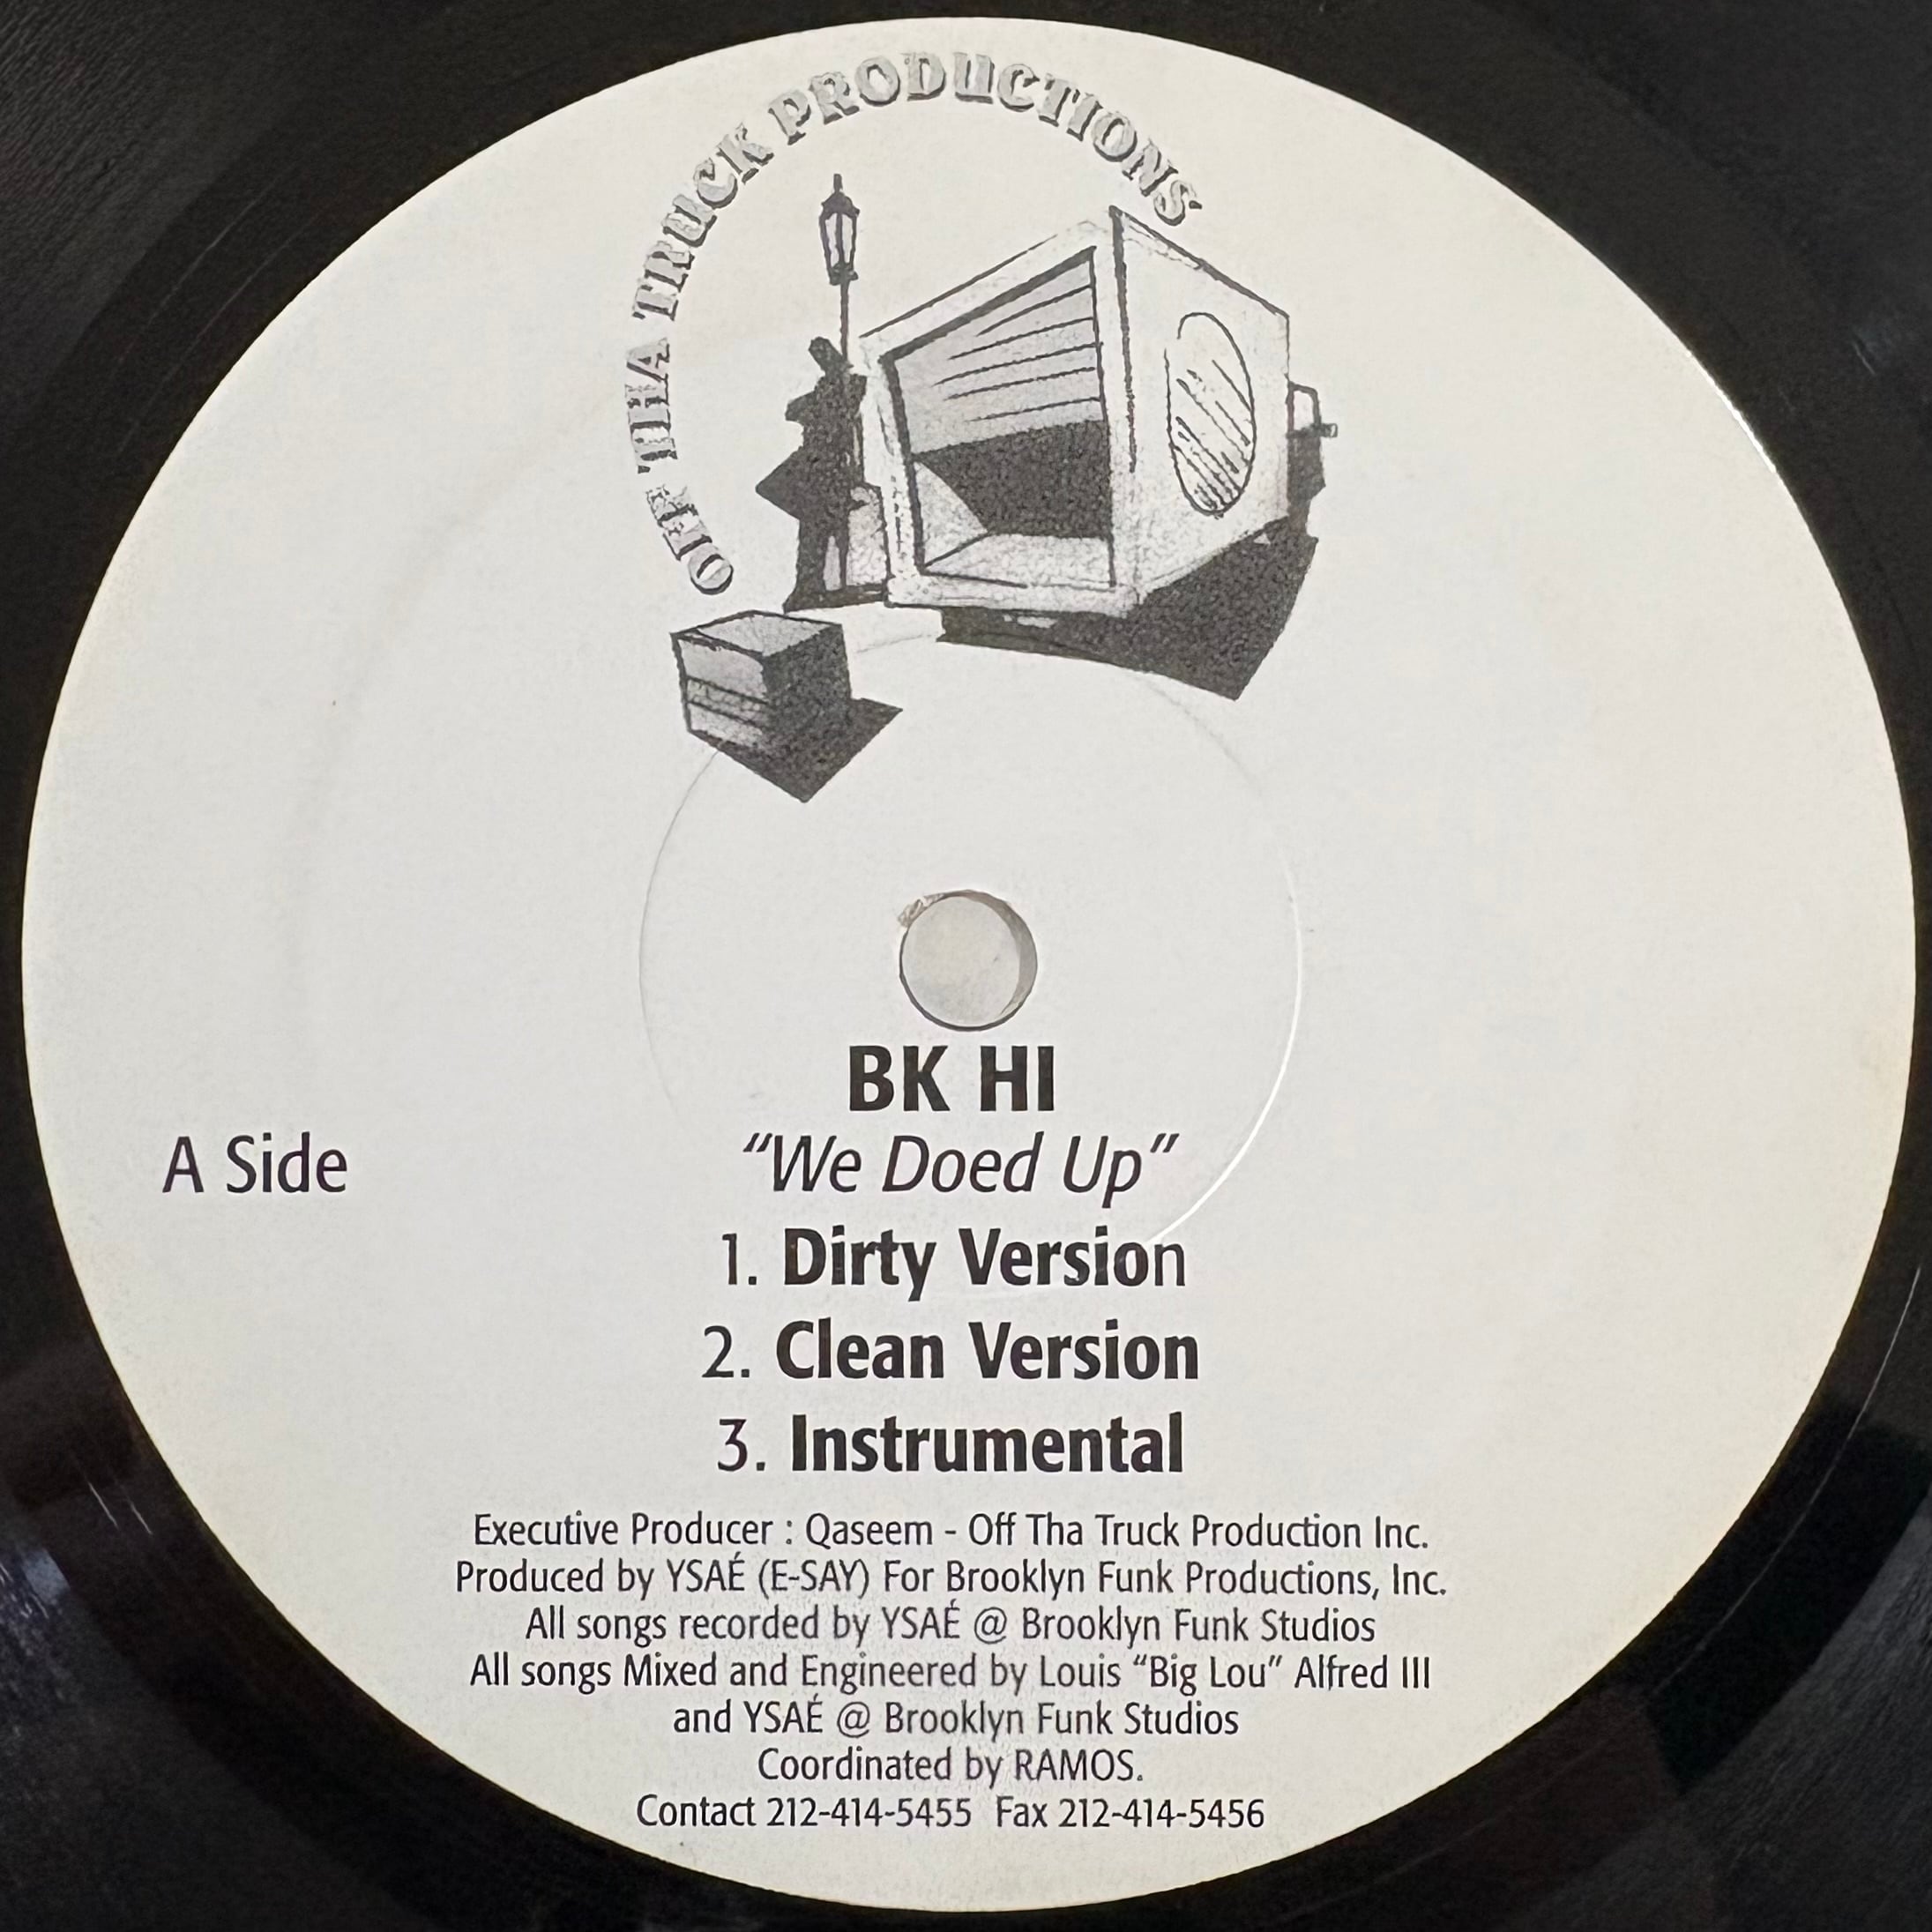 OFF THA TRUCK PRODUCTIONS
BK HI
A Side
“We Doed Up”
1. Dirty Version
2. Clean Version
3. Instrumental
Executive Producer : Qaseem - Off Tha Truck Production Inc.
Produced by YSAÉ (E-SAY) For Brooklyn Funk Productions, Inc.
All songs recorded by YSAÉ @ Brooklyn Funk Studios
All songs Mixed and Engineered by Louis “Big Lou” Alfred III
and YSAÉ @ Brooklyn Funk Studios
Coordinated by RAMOS.
Contact 212-414-5455 Fax 212-414-5456